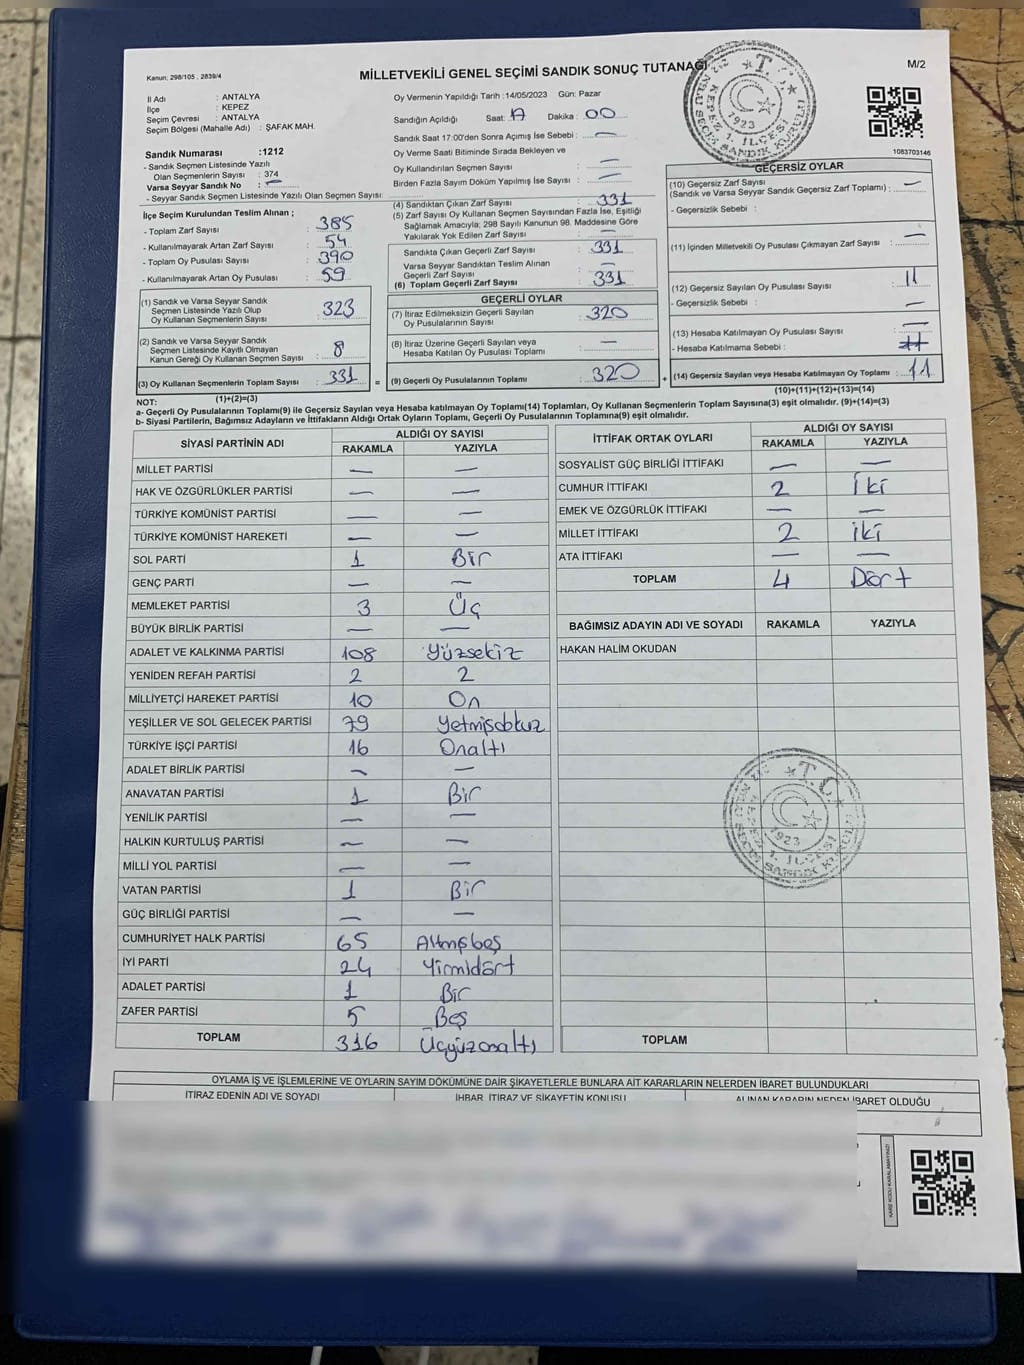 Kanun: 298/105 , 2839/4
MİLLETVEKİLİ GENEL SEÇİMİ SANDIK SONUÇ TUTANAĞI
M/2
İl Adı : ANTALYA
İlçe : KEPEZ
Seçim Çevresi : ANTALYA
Seçim Bölgesi (Mahalle Adı) : ŞAFAK MAH.
Sandık Numarası :1212
- Sandık Seçmen Listesinde Yazılı
Olan Seçmenlerin Sayısı : 374
Varsa Seyyar Sandık No : —
- Seyyar Sandık Seçmen Listesinde Yazılı Olan Seçmen Sayısı:
İlçe Seçim Kurulundan Teslim Alınan ;
- Toplam Zarf Sayısı : 385
- Kullanılmayarak Artan Zarf Sayısı : 54
- Toplam Oy Pusulası Sayısı : 390
- Kullanılmayarak Artan Oy Pusulası : 59
(1) Sandık ve Varsa Seyyar Sandık
Seçmen Listesinde Yazılı Olup
Oy Kullanan Seçmenlerin Sayısı : 323
(2) Sandık ve Varsa Seyyar Sandık
Seçmen Listesinde Kayıtlı Olmayan
Kanun Gereği Oy Kullanan Seçmen Sayısı : 8
(3) Oy Kullanan Seçmenlerin Toplam Sayısı : 331 =
(1)+(2)=(3)
Oy Vermenin Yapıldığı Tarih : 14/05/2023 Gün: Pazar
Sandığın Açıldığı Saat: 17 Dakika : 00
Sandık Saat 17:00'den Sonra Açımış İse Sebebi : —
Oy Verme Saati Bitiminde Sırada Bekleyen ve
Oy Kullandırılan Seçmen Sayısı : —
Birden Fazla Sayım Döküm Yapılmış İse Sayısı : —
(4) Sandıktan Çıkan Zarf Sayısı : 331
(5) Zarf Sayısı Oy Kullanan Seçmen Sayısından Fazla İse, Eşitliği
Sağlamak Amacıyla; 298 Sayılı Kanunun 98. Maddesine Göre
Yakılarak Yok Edilen Zarf Sayısı : —
Sandıkta Çıkan Geçerli Zarf Sayısı : 331
Varsa Seyyar Sandıktan Teslim Alınan
Geçerli Zarf Sayısı : —
(6) Toplam Geçerli Zarf Sayısı : 331
GEÇERLİ OYLAR
(7) İtiraz Edilmeksizin Geçerli Sayılan
Oy Pusulalarının Sayısı : 320
(8) İtiraz Üzerine Geçerli Sayılan veya
Hesaba Katılan Oy Pusulası Toplamı : —
(9) Geçerli Oy Pusulalarının Toplamı : 320 +
T.C.
1923
KEPEZ 1. İLÇESİ
1083703146
GEÇERSİZ OYLAR
(10) Geçersiz Zarf Sayısı
(Sandık ve Varsa Seyyar Sandık Geçersiz Zarf Toplamı) : —
- Geçersizlik Sebebi :
(11) İçinden Milletvekili Oy Pusulası Çıkmayan Zarf Sayısı : —
(12) Geçersiz Sayılan Oy Pusulası Sayısı : 11
- Geçersizlik Sebebi : —
(13) Hesaba Katılmayan Oy Pusulası Sayısı : —
- Hesaba Katılmama Sebebi :
(14) Geçersiz Sayılan veya Hesaba Katılmayan Oy Toplamı : 11
(10)+(11)+(12)+(13)=(14)
NOT:
a- Geçerli Oy Pusulalarının Toplamı(9) ile Geçersiz Sayılan veya Hesaba katılmayan Oy Toplamı(14) Toplamları, Oy Kullanan Seçmenlerin Toplam Sayısına(3) eşit olmalıdır. (9)+(14)=(3)
b- Siyasi Partilerin, Bağımsız Adayların ve İttifakların Aldığı Ortak Oyların Toplamı, Geçerli Oy Pusulalarının Toplamına(9) eşit olmalıdır.
SİYASİ PARTİNİN ADI ALDIĞI OY SAYISI
RAKAMLA YAZIYLA
MİLLET PARTİSİ — —
HAK VE ÖZGÜRLÜKLER PARTİSİ — —
TÜRKİYE KOMÜNİST PARTİSİ — —
TÜRKİYE KOMÜNİST HAREKETİ — —
SOL PARTİ 1 Bir
GENÇ PARTİ — —
MEMLEKET PARTİSİ 3 Üç
BÜYÜK BİRLİK PARTİSİ — —
ADALET VE KALKINMA PARTİSİ 108 Yüzsekiz
YENİDEN REFAH PARTİSİ 2 2
MİLLİYETÇİ HAREKET PARTİSİ 10 On
YEŞİLLER VE SOL GELECEK PARTİSİ 79 Yetmişdokuz
TÜRKİYE İŞÇİ PARTİSİ 16 Onaltı
ADALET BİRLİK PARTİSİ — —
ANAVATAN PARTİSİ 1 Bir
YENİLİK PARTİSİ — —
HALKIN KURTULUŞ PARTİSİ — —
MİLLİ YOL PARTİSİ — —
VATAN PARTİSİ 1 Bir
GÜÇ BİRLİĞİ PARTİSİ — —
CUMHURİYET HALK PARTİSİ 65 Altmışbeş
İYİ PARTİ 24 Yirmidört
ADALET PARTİSİ 1 Bir
ZAFER PARTİSİ 5 Beş
TOPLAM 316 Üçyüzonaltı
İTTİFAK ORTAK OYLARI ALDIĞI OY SAYISI
RAKAMLA YAZIYLA
SOSYALİST GÜÇ BİRLİĞİ İTTİFAKI — —
CUMHUR İTTİFAKI 2 İki
EMEK VE ÖZGÜRLÜK İTTİFAKI — —
MİLLET İTTİFAKI 2 İki
ATA İTTİFAKI — —
TOPLAM 4 Dört
BAĞIMSIZ ADAYIN ADI VE SOYADI RAKAMLA YAZIYLA
HAKAN HALİM OKUDAN
T.C.
1923
1. İLÇESİ
SANDIK KURULU
TOPLAM
OYLAMA İŞ VE İŞLEMLERİNE VE OYLARIN SAYIM DÖKÜMÜNE DAİR ŞİKAYETLERLE BUNLARA AİT KARARLARIN NELERDEN İBARET BULUNDUKLARI
İTİRAZ EDENİN ADI VE SOYADI İHBAR, İTİRAZ VE ŞİKAYETİN KONUSU ALINAN KARARIN NEDEN İBARET OLDUĞU
KARE KODU KARALAMAYINIZ!